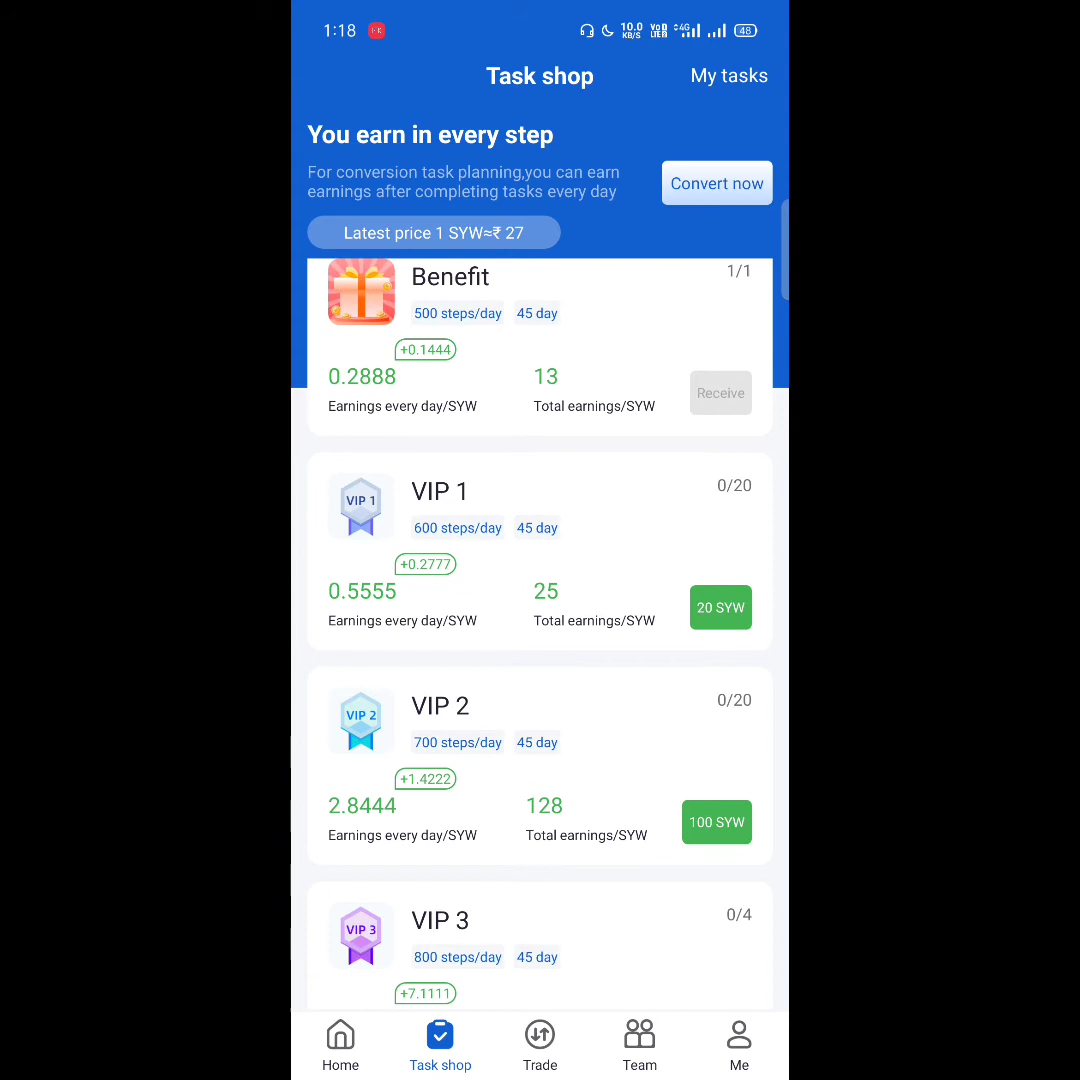 1:18
10.0
KB/S
VoD
LTE
4G
48
Task shop
My tasks
You earn in every step
For conversion task planning,you can earn
earnings after completing tasks every day
Convert now
Latest price 1 SYW≈₹ 27
Benefit
1/1
500 steps/day 45 day
+0.1444
0.2888
13
Earnings every day/SYW
Total earnings/SYW
Receive
VIP 1
VIP 1
0/20
600 steps/day 45 day
+0.2777
0.5555
25
Earnings every day/SYW
Total earnings/SYW
20 SYW
VIP 2
VIP 2
0/20
700 steps/day 45 day
+1.4222
2.8444
128
Earnings every day/SYW
Total earnings/SYW
100 SYW
VIP 3
VIP 3
0/4
800 steps/day 45 day
+7.1111
Home
Task shop
Trade
Team
Me